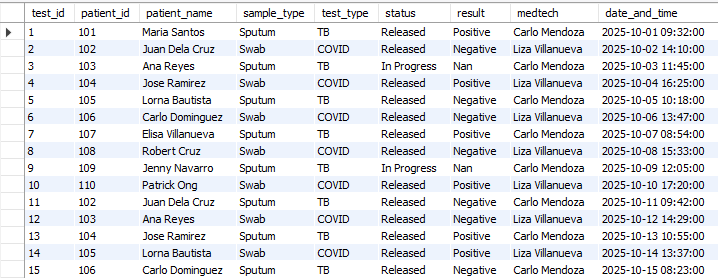 test_id patient_id patient_name sample_type test_type status result medtech date_and_time
1 101 Maria Santos Sputum TB Released Positive Carlo Mendoza 2025-10-01 09:32:00
2 102 Juan Dela Cruz Swab COVID Released Negative Liza Villanueva 2025-10-02 14:10:00
3 103 Ana Reyes Sputum TB In Progress Nan Carlo Mendoza 2025-10-03 11:45:00
4 104 Jose Ramirez Swab COVID Released Positive Liza Villanueva 2025-10-04 16:25:00
5 105 Lorna Bautista Sputum TB Released Negative Carlo Mendoza 2025-10-05 10:18:00
6 106 Carlo Dominguez Swab COVID Released Negative Liza Villanueva 2025-10-06 13:47:00
7 107 Elisa Villanueva Sputum TB Released Positive Carlo Mendoza 2025-10-07 08:54:00
8 108 Robert Cruz Swab COVID Released Negative Liza Villanueva 2025-10-08 15:33:00
9 109 Jenny Navarro Sputum TB In Progress Nan Carlo Mendoza 2025-10-09 12:05:00
10 110 Patrick Ong Swab COVID Released Positive Liza Villanueva 2025-10-10 17:20:00
11 102 Juan Dela Cruz Sputum TB Released Negative Carlo Mendoza 2025-10-11 09:42:00
12 103 Ana Reyes Swab COVID Released Negative Liza Villanueva 2025-10-12 14:29:00
13 104 Jose Ramirez Sputum TB Released Positive Carlo Mendoza 2025-10-13 10:55:00
14 105 Lorna Bautista Swab COVID Released Positive Liza Villanueva 2025-10-14 13:37:00
15 106 Carlo Dominguez Sputum TB Released Negative Carlo Mendoza 2025-10-15 08:23:00